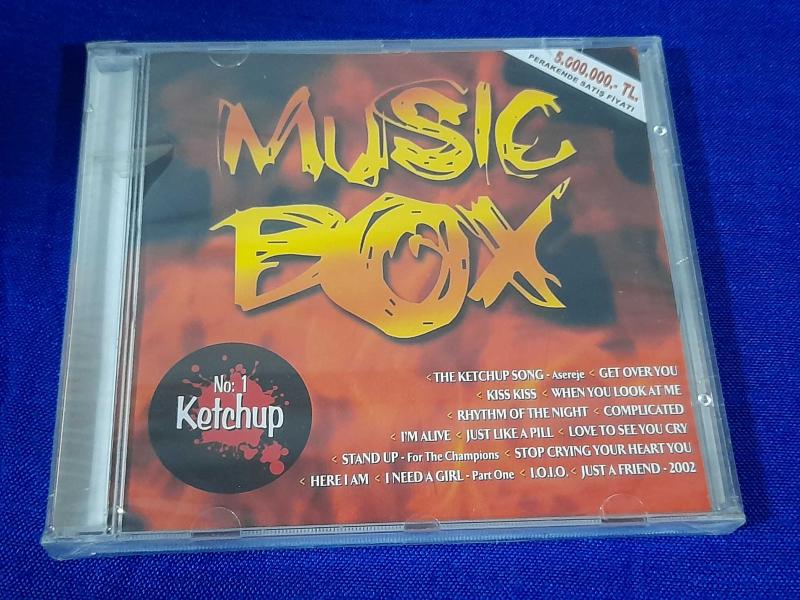 5.000.000,- TL.
PERAKENDE SATIŞ FİYATI
MUSIC
BOX
No: 1
Ketchup
< THE KETCHUP SONG - Asereje < GET OVER YOU
< KISS KISS < WHEN YOU LOOK AT ME
< RHYTHM OF THE NIGHT < COMPLICATED
< I'M ALIVE < JUST LIKE A PILL < LOVE TO SEE YOU CRY
< STAND UP - For The Champions < STOP CRYING YOUR HEART YOU
< HERE I AM < I NEED A GIRL - Part One < I.O.I.O. < JUST A FRIEND - 2002